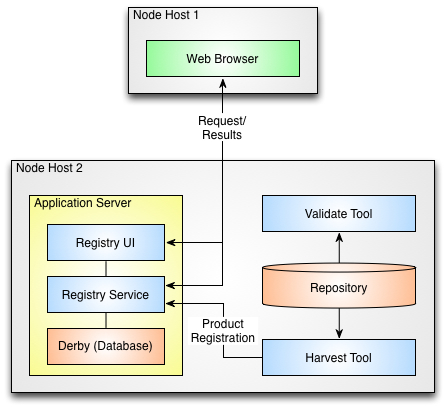 Node Host 1
Web Browser
Request/
Results
Node Host 2
Application Server
Registry UI
Registry Service
Derby (Database)
Product
Registration
Validate Tool
Repository
Harvest Tool